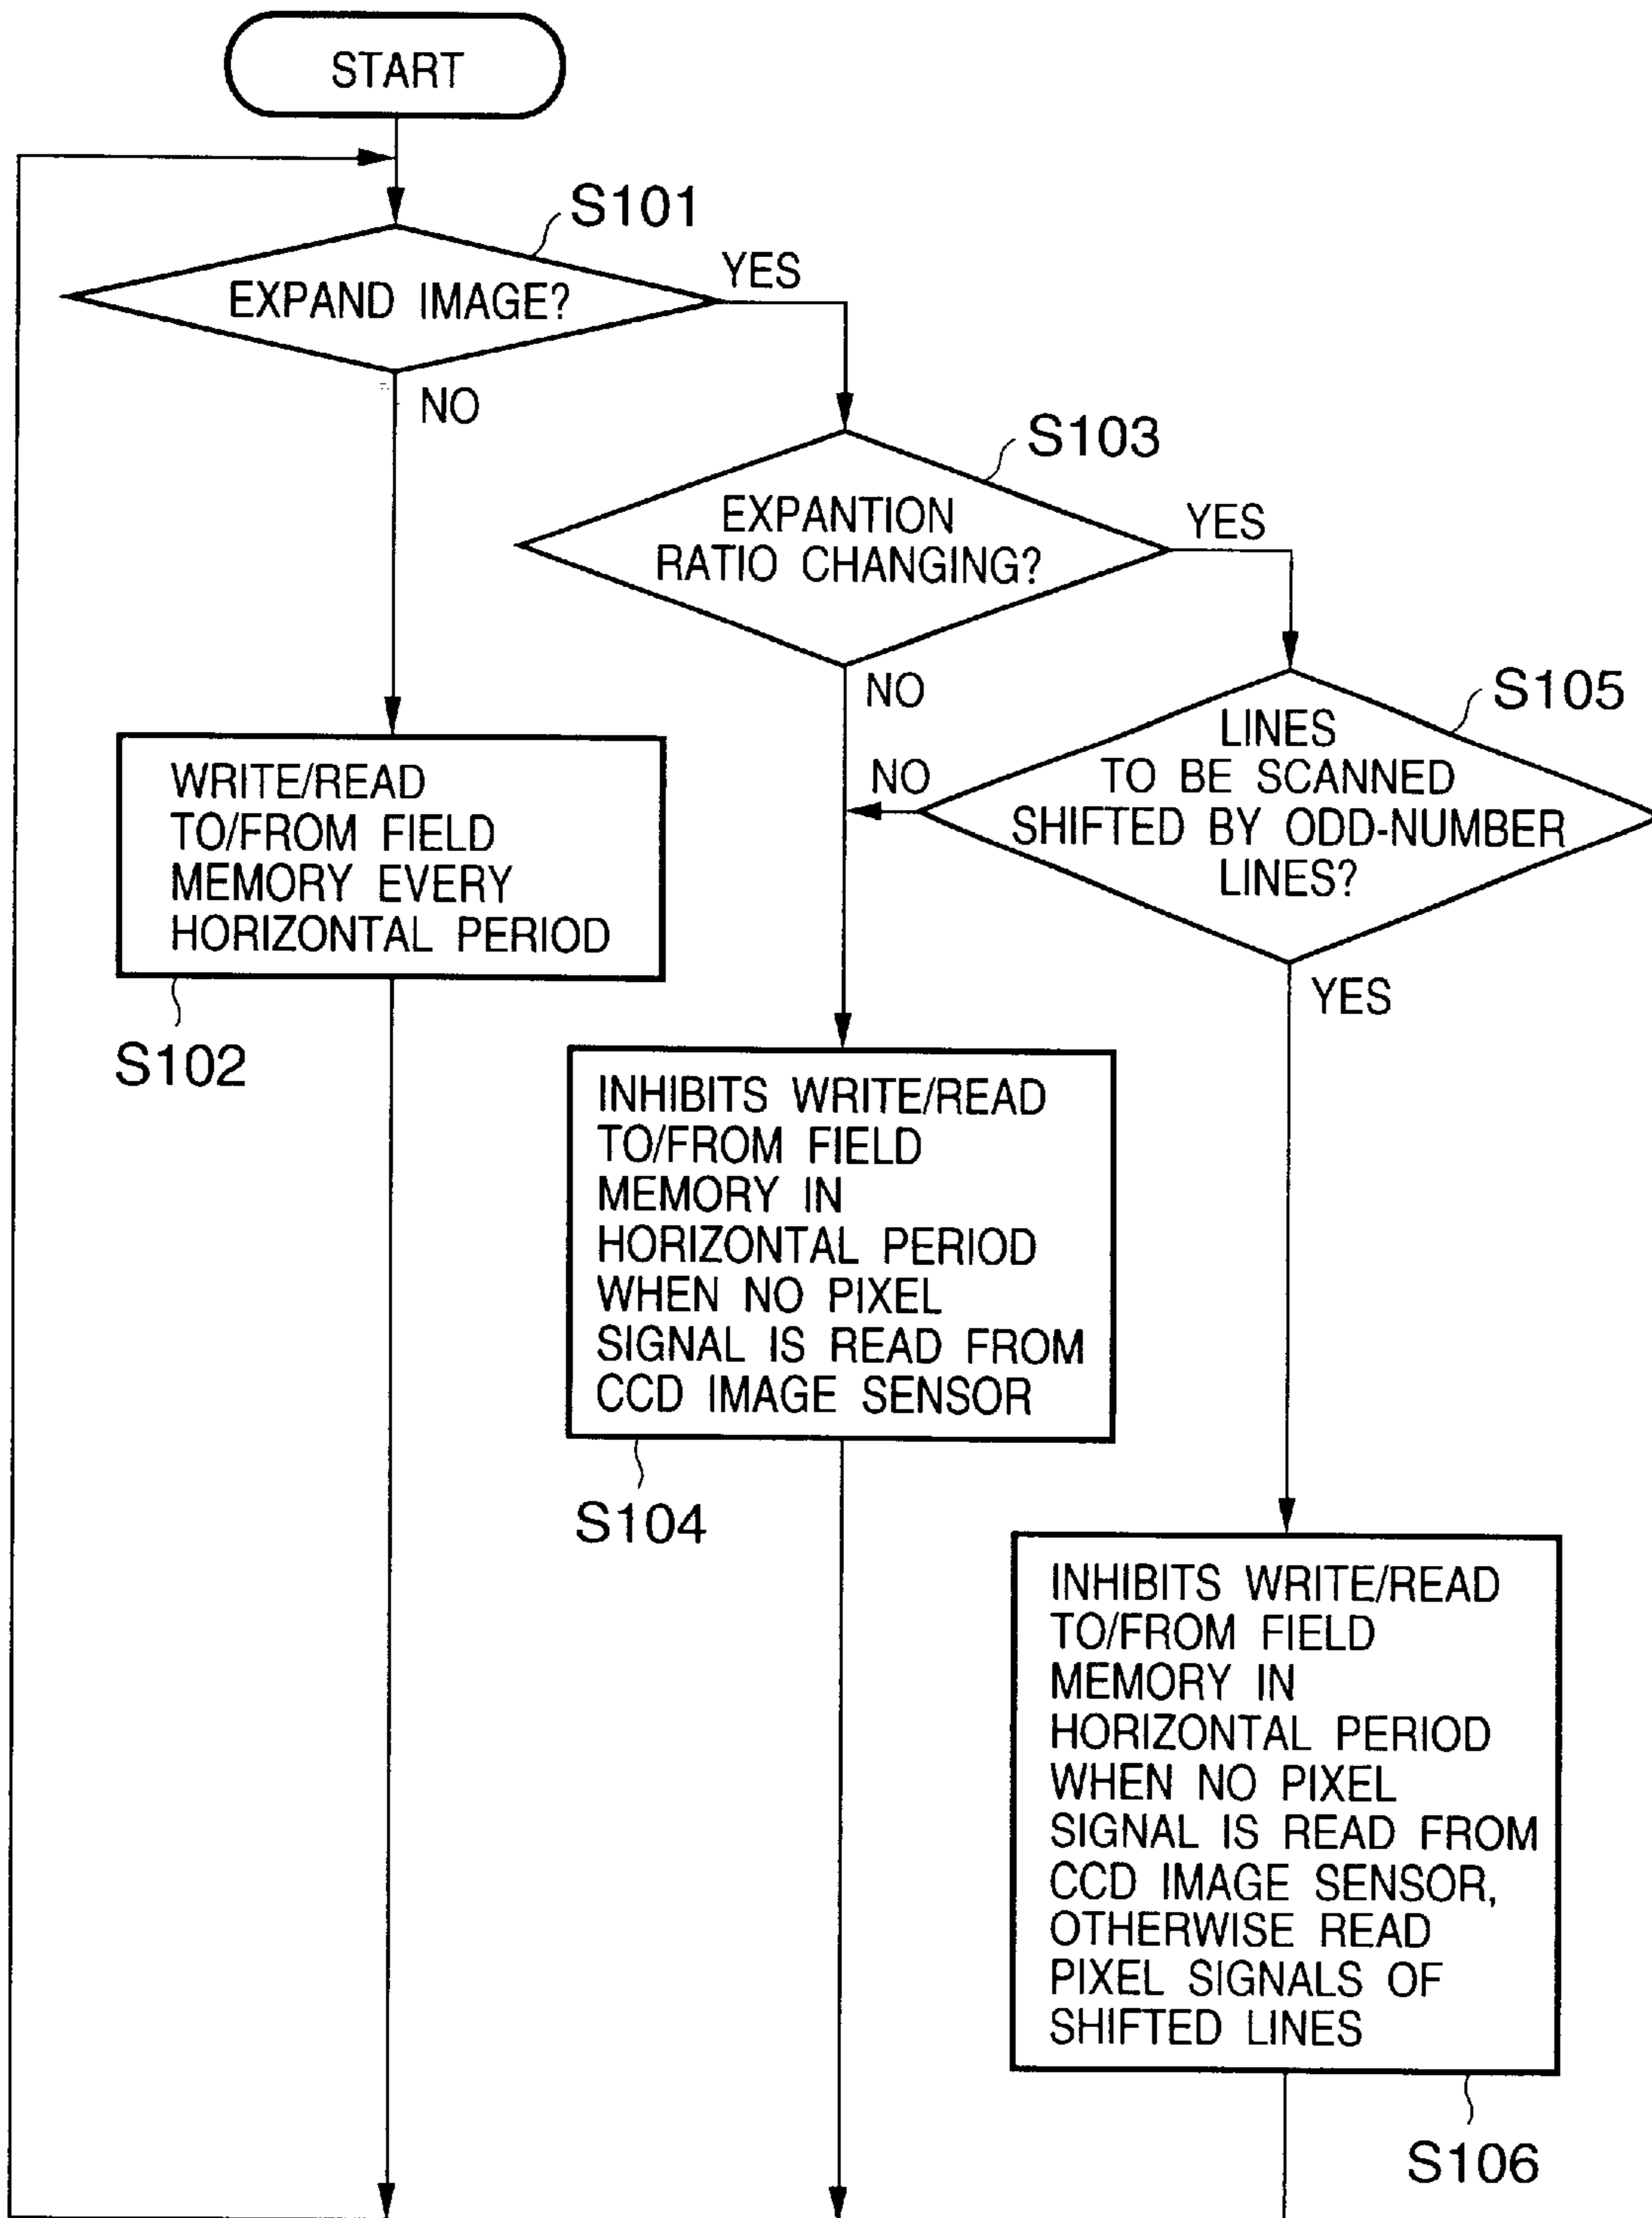 START
S101
EXPAND IMAGE?
YES
NO
S103
EXPANTION
RATIO CHANGING?
YES
NO
S105
LINES
TO BE SCANNED
SHIFTED BY ODD-NUMBER
LINES?
NO
YES
WRITE/READ
TO/FROM FIELD
MEMORY EVERY
HORIZONTAL PERIOD
S102
INHIBITS WRITE/READ
TO/FROM FIELD
MEMORY IN
HORIZONTAL PERIOD
WHEN NO PIXEL
SIGNAL IS READ FROM
CCD IMAGE SENSOR
S104
INHIBITS WRITE/READ
TO/FROM FIELD
MEMORY IN
HORIZONTAL PERIOD
WHEN NO PIXEL
SIGNAL IS READ FROM
CCD IMAGE SENSOR,
OTHERWISE READ
PIXEL SIGNALS OF
SHIFTED LINES
S106